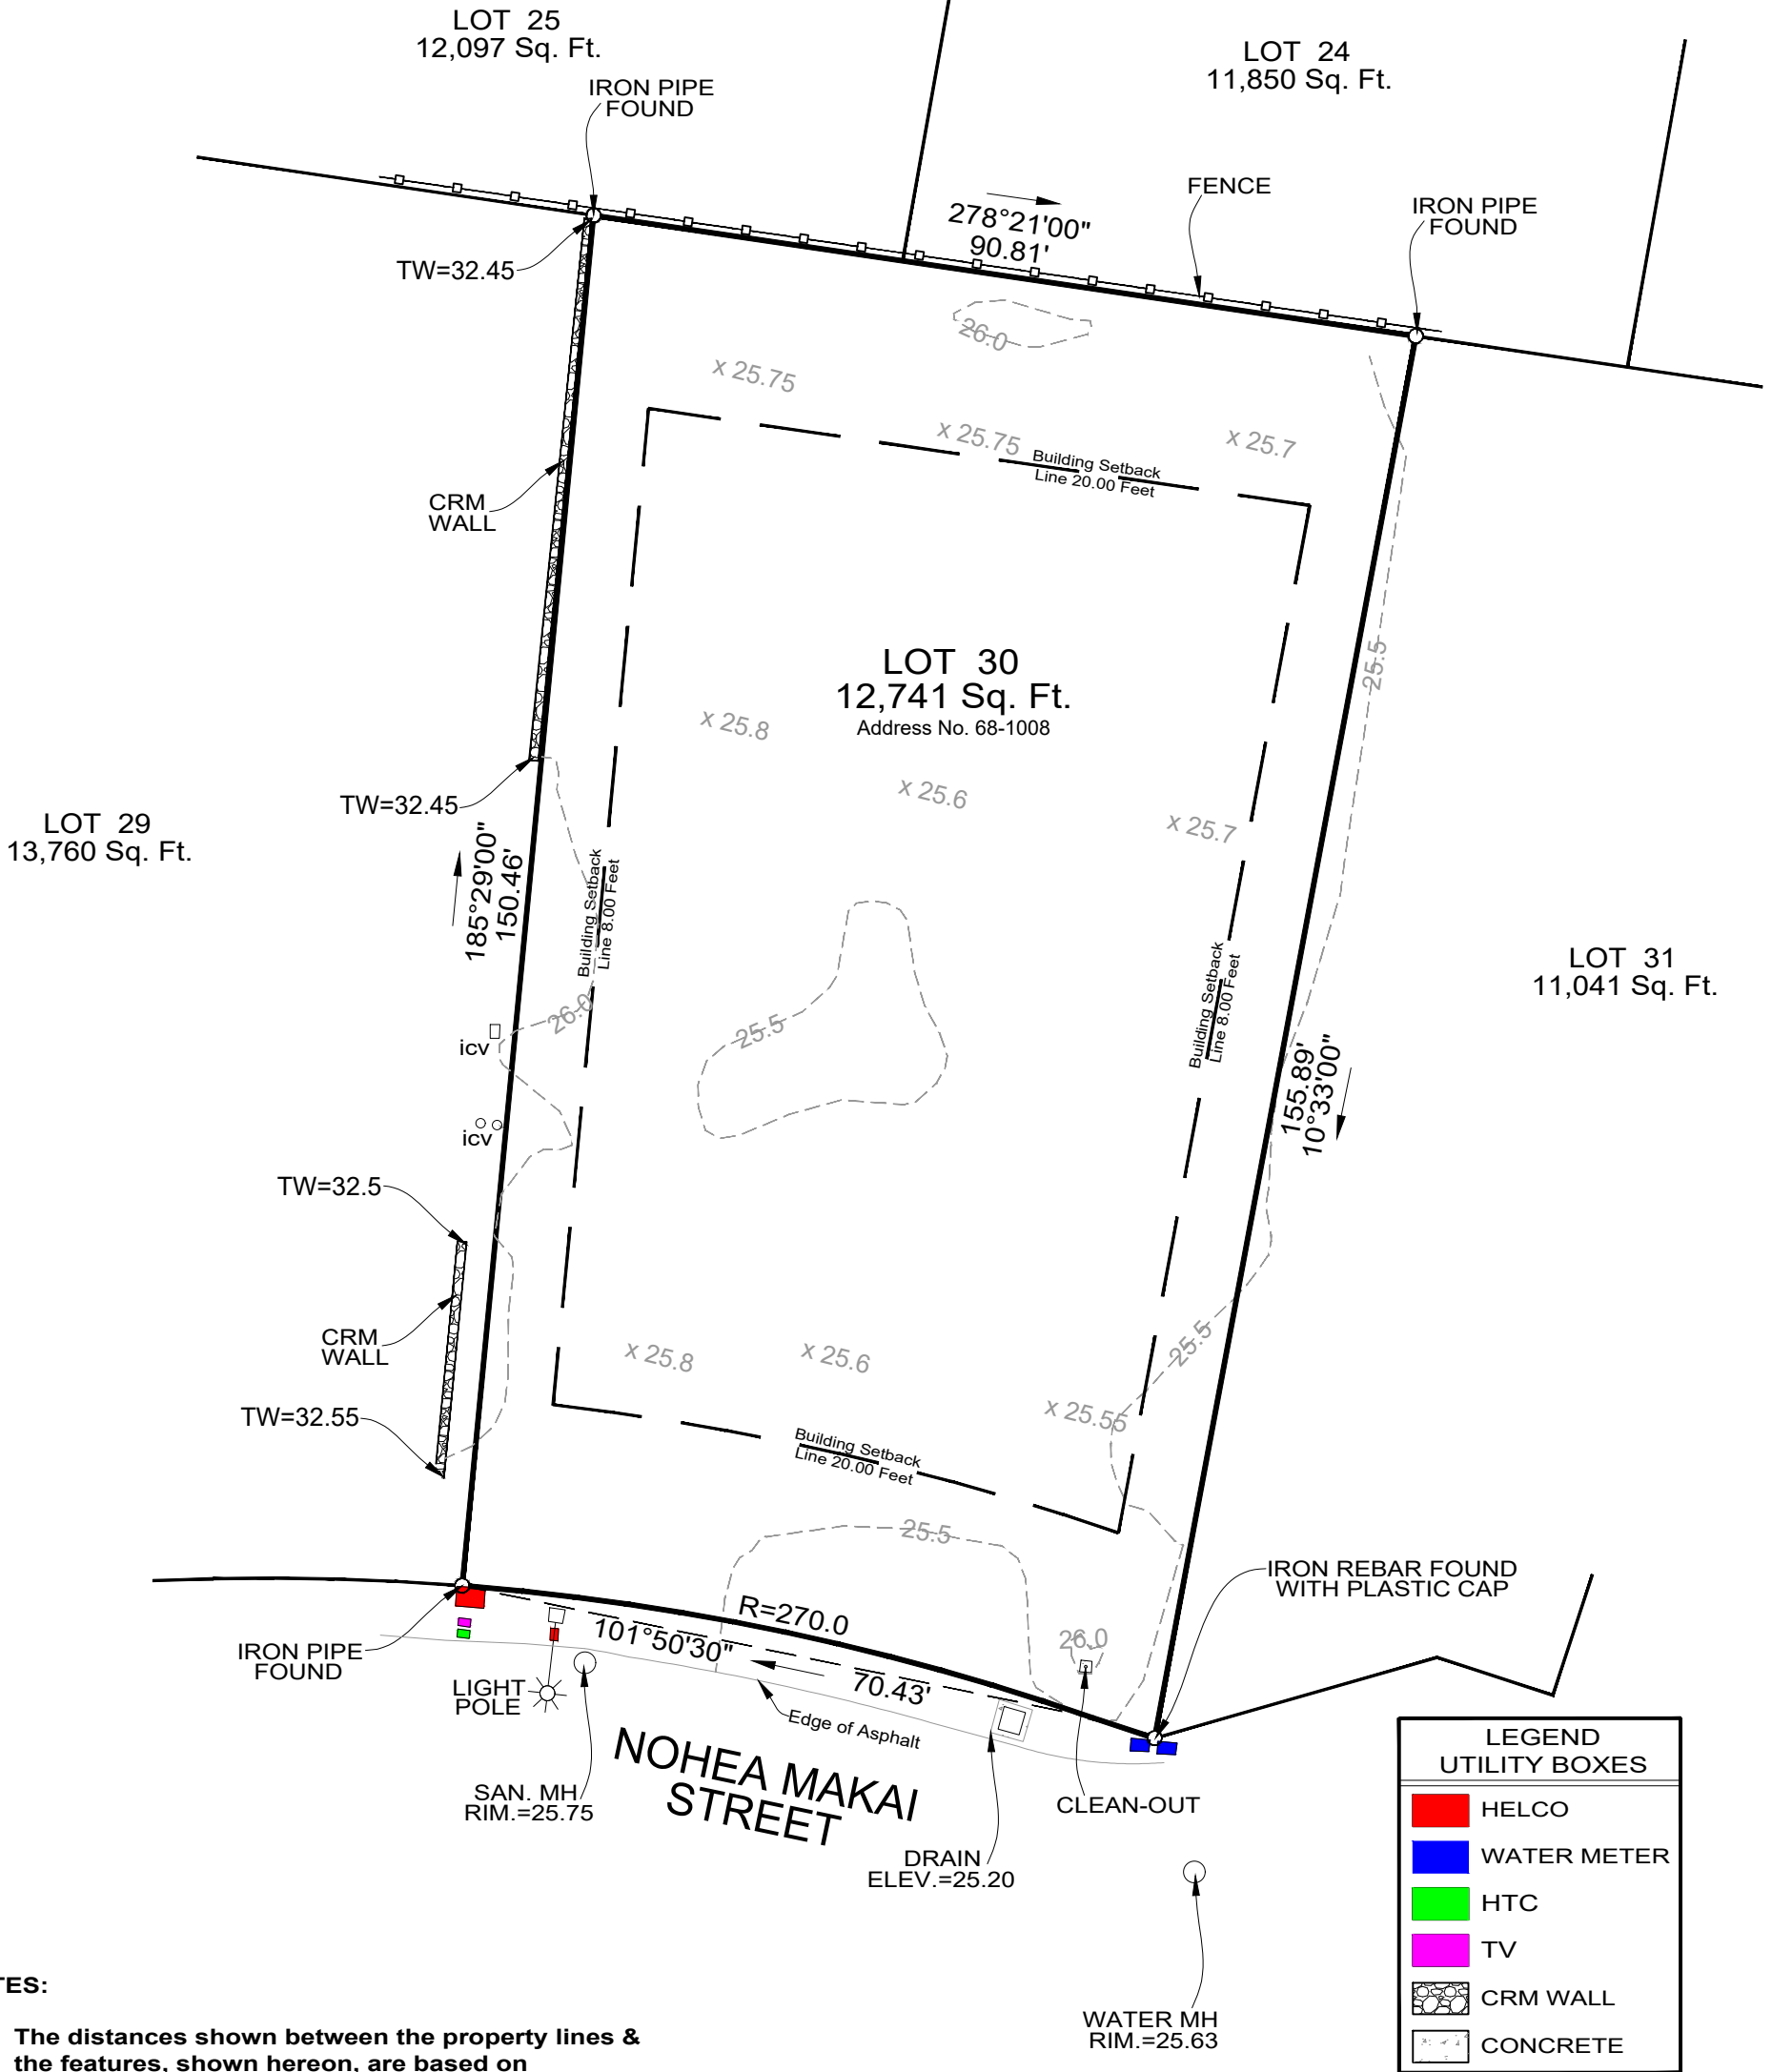 LOT 25
12,097 Sq. Ft.
LOT 24
11,850 Sq. Ft.
IRON PIPE
FOUND
FENCE
278°21'00"
90.81'
IRON PIPE
FOUND
TW=32.45
26.0
x 25.75
x 25.75
x 25.7
Building Setback
Line 20.00 Feet
CRM
WALL
LOT 30
12,741 Sq. Ft.
Address No. 68-1008
25.5
x 25.8
x 25.6
x 25.7
TW=32.45
LOT 29
13,760 Sq. Ft.
185°29'00"
150.46'
Building Setback
Line 8.00 Feet
Building Setback
Line 8.00 Feet
LOT 31
11,041 Sq. Ft.
26.0
25.5
icv
icv
155.89'
10°33'00"
TW=32.5
CRM
WALL
x 25.8
x 25.6
25.5
x 25.55
TW=32.55
Building Setback
Line 20.00 Feet
25.5
IRON REBAR FOUND
WITH PLASTIC CAP
R=270.0
101°50'30"
70.43'
26.0
IRON PIPE
FOUND
LIGHT
POLE
Edge of Asphalt
NOHEA MAKAI
STREET
SAN. MH
RIM.=25.75
CLEAN-OUT
DRAIN
ELEV.=25.20
WATER MH
RIM.=25.63
LEGEND
UTILITY BOXES
HELCO
WATER METER
HTC
TV
CRM WALL
CONCRETE
TES:
The distances shown between the property lines &
the features, shown hereon, are based on